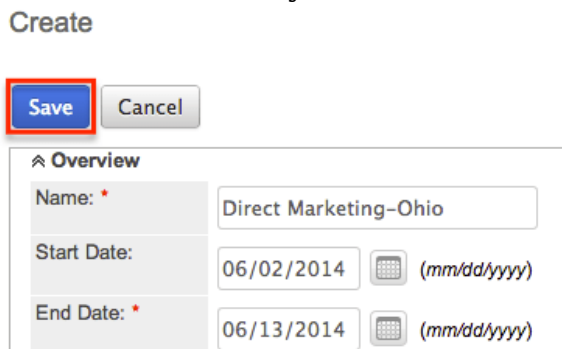 Create
Save Cancel
Overview
Name: * Direct Marketing-Ohio
Start Date: 06/02/2014 (mm/dd/yyyy)
End Date: * 06/13/2014 (mm/dd/yyyy)